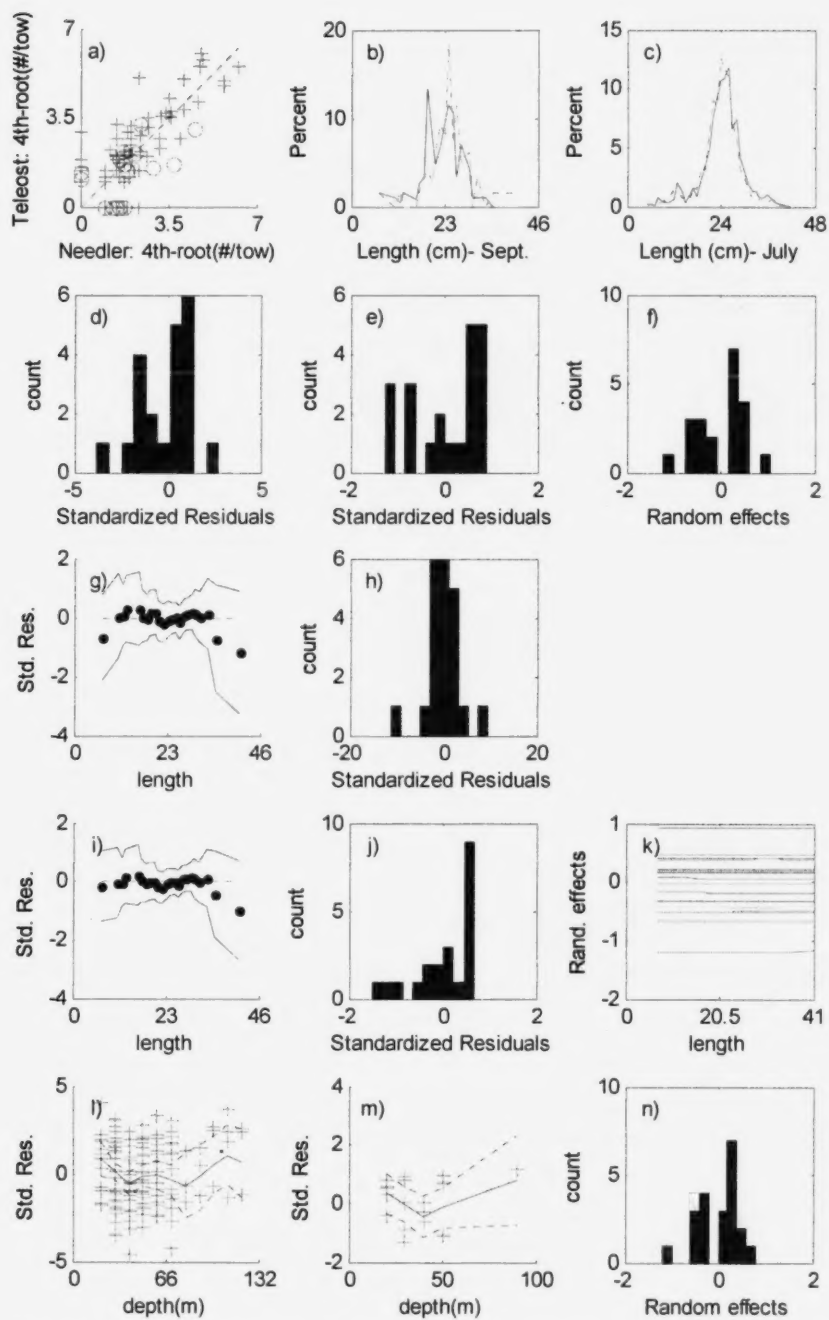 a)
Teleost: 4th-root(#/tow)
7
3.5
0
0
3.5
7
Needler: 4th-root(#/tow)
b)
Percent
20
10
0
0
23
46
Length (cm)- Sept.
c)
Percent
15
10
5
0
0
24
48
Length (cm)- July
d)
count
6
4
2
0
-5
0
5
Standardized Residuals
e)
count
6
4
2
0
-2
0
2
Standardized Residuals
f)
count
10
5
0
-2
0
2
Random effects
g)
Std. Res.
2
0
-2
-4
0
23
46
length
h)
count
6
4
2
0
-20
0
20
Standardized Residuals
i)
Std. Res.
2
0
-2
-4
0
23
46
length
j)
count
10
5
0
-2
0
2
Standardized Residuals
k)
Rand. effects
1
0
-1
-2
0
20.5
41
length
l)
Std. Res.
5
0
-5
0
66
132
depth(m)
m)
Std. Res.
4
2
0
-2
0
50
100
depth(m)
n)
count
10
5
0
-2
0
2
Random effects